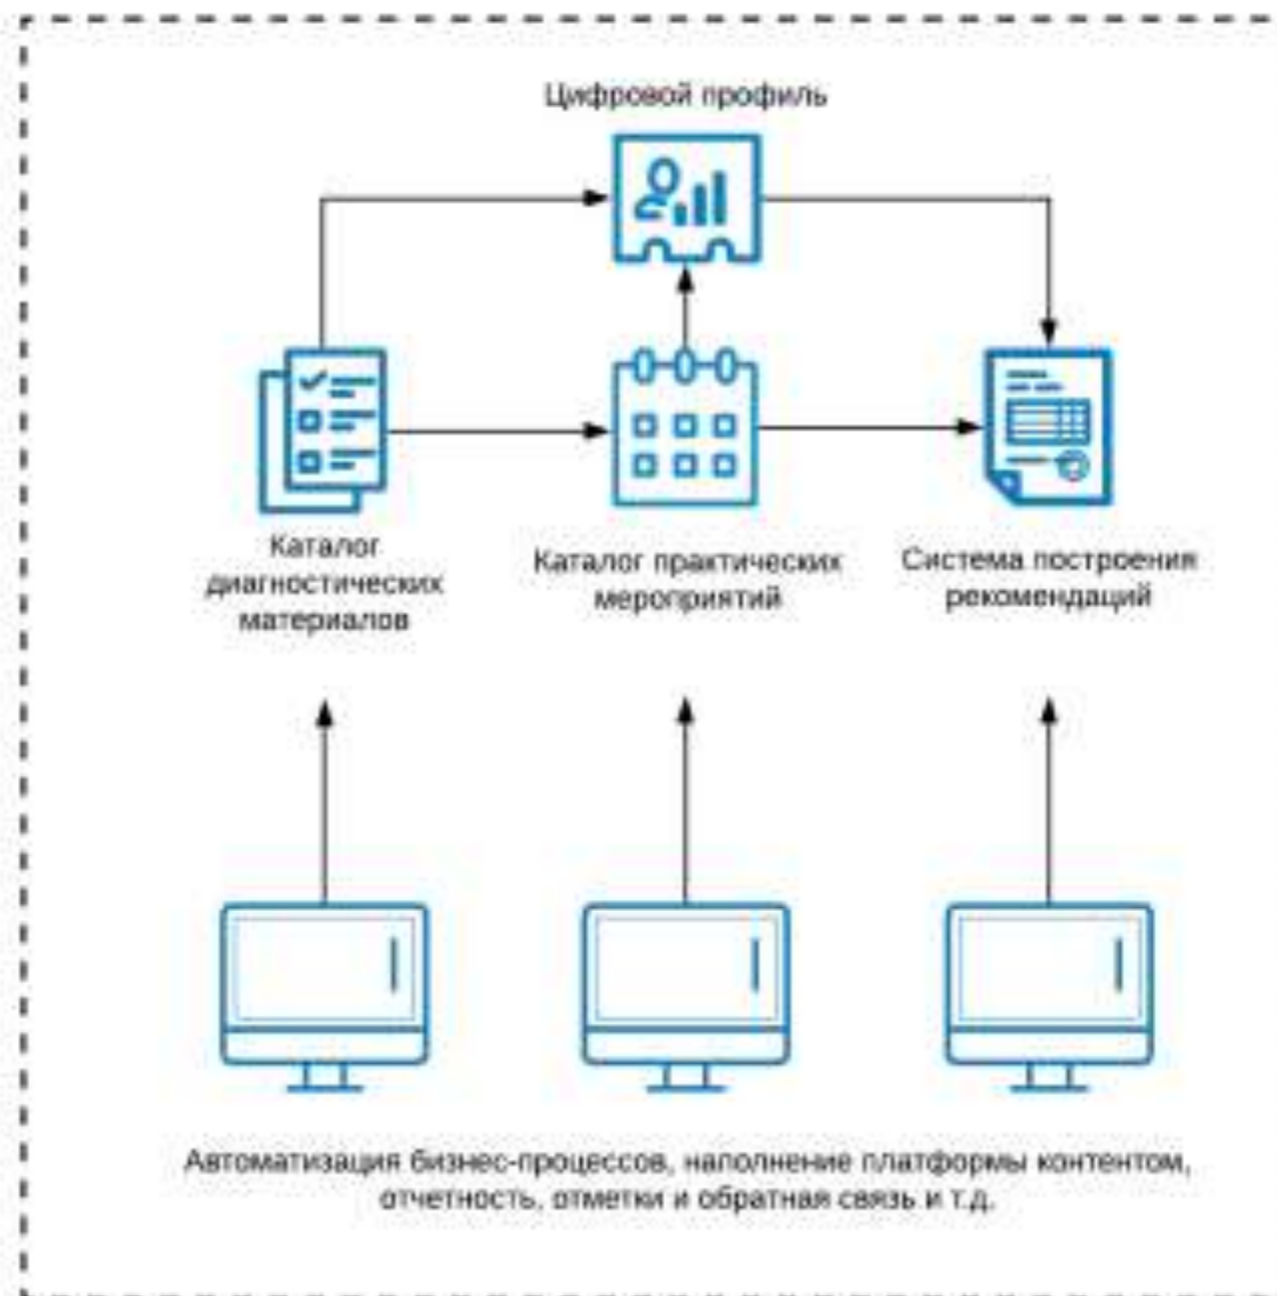 Цифровой профиль
Каталог
диагностических
материалов
Каталог практических
мероприятий
Система построения
рекомендаций
Автоматизация бизнес-процессов, наполнение платформы контентом,
отчетность, отметки и обратная связь и т.д.